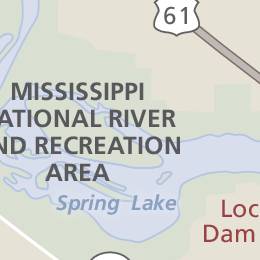 61
MISSISSIPPI
ATIONAL RIVER
ND RECREATION
AREA
Spring Lake
Loc
Dam